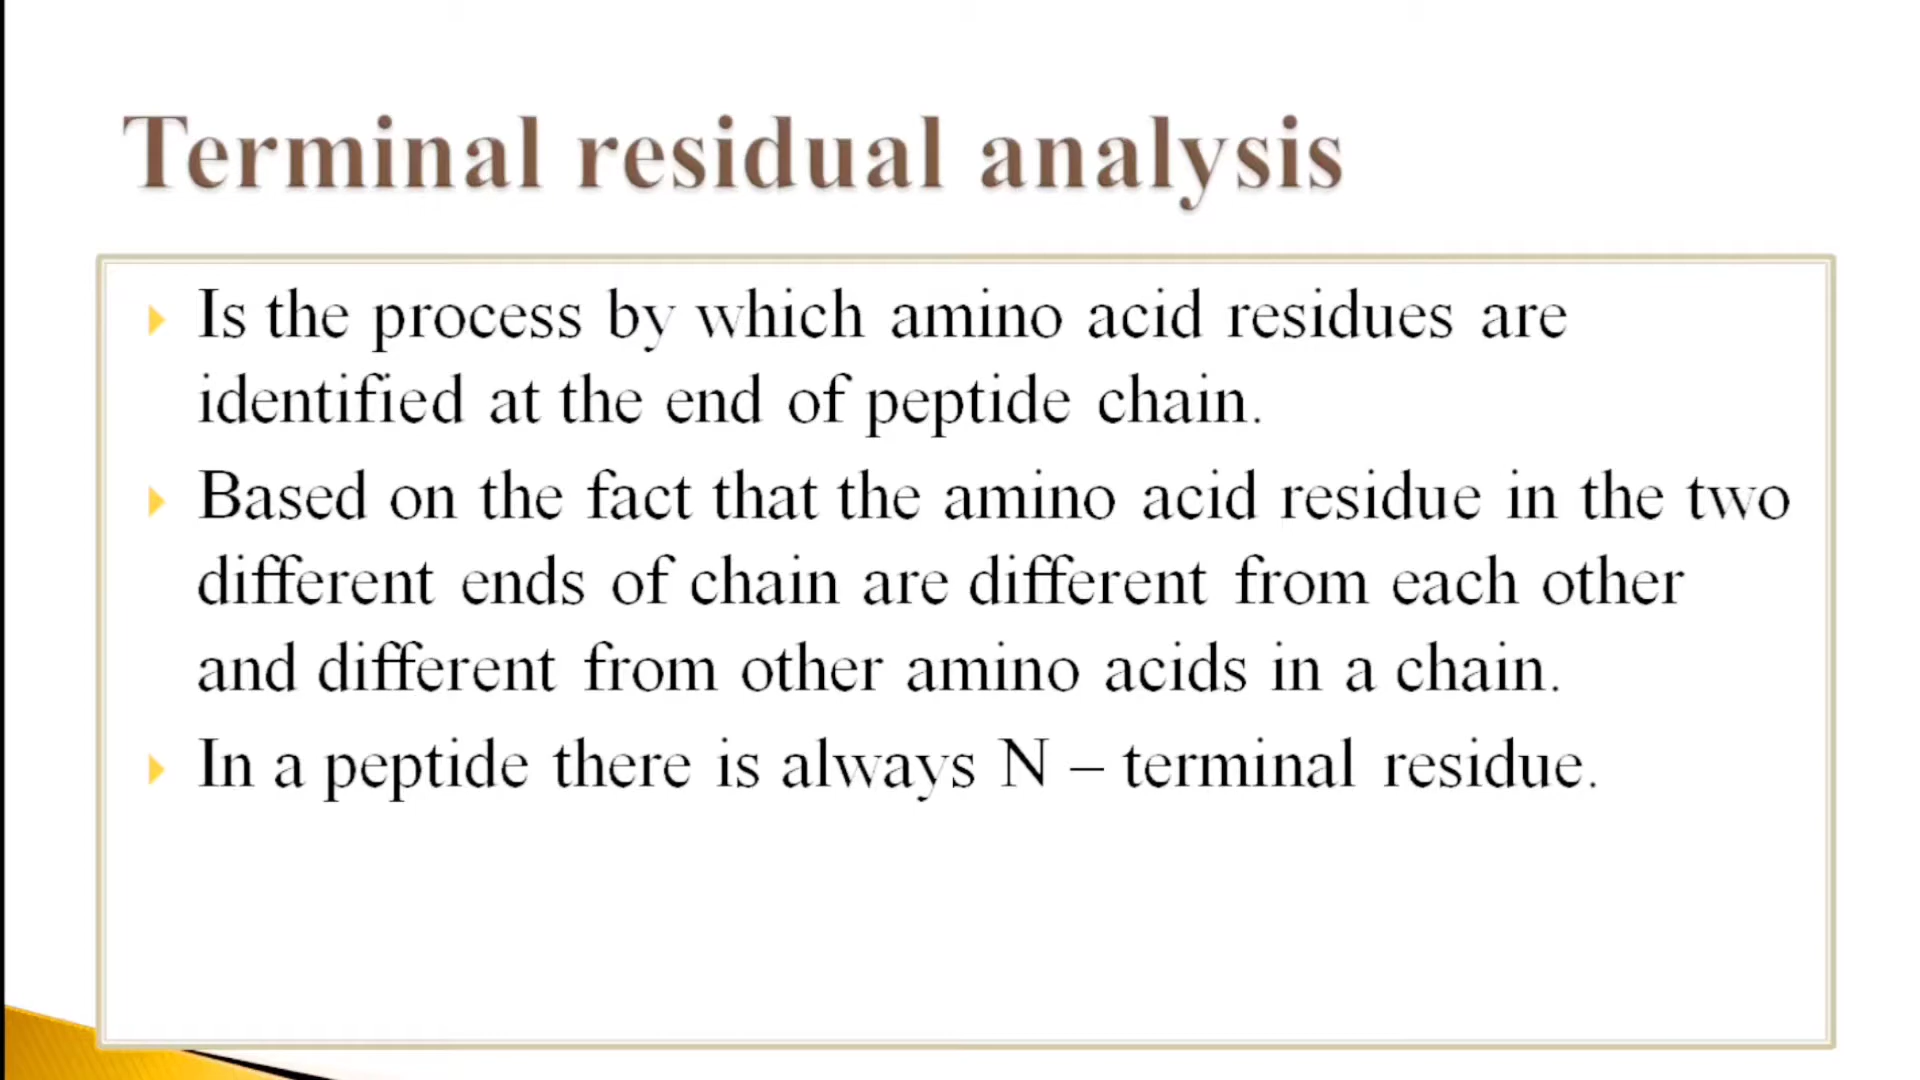 Terminal residual analysis
Is the process by which amino acid residues are
identified at the end of peptide chain.
Based on the fact that the amino acid residue in the two
different ends of chain are different from each other
and different from other amino acids in a chain.
In a peptide there is always N – terminal residue.